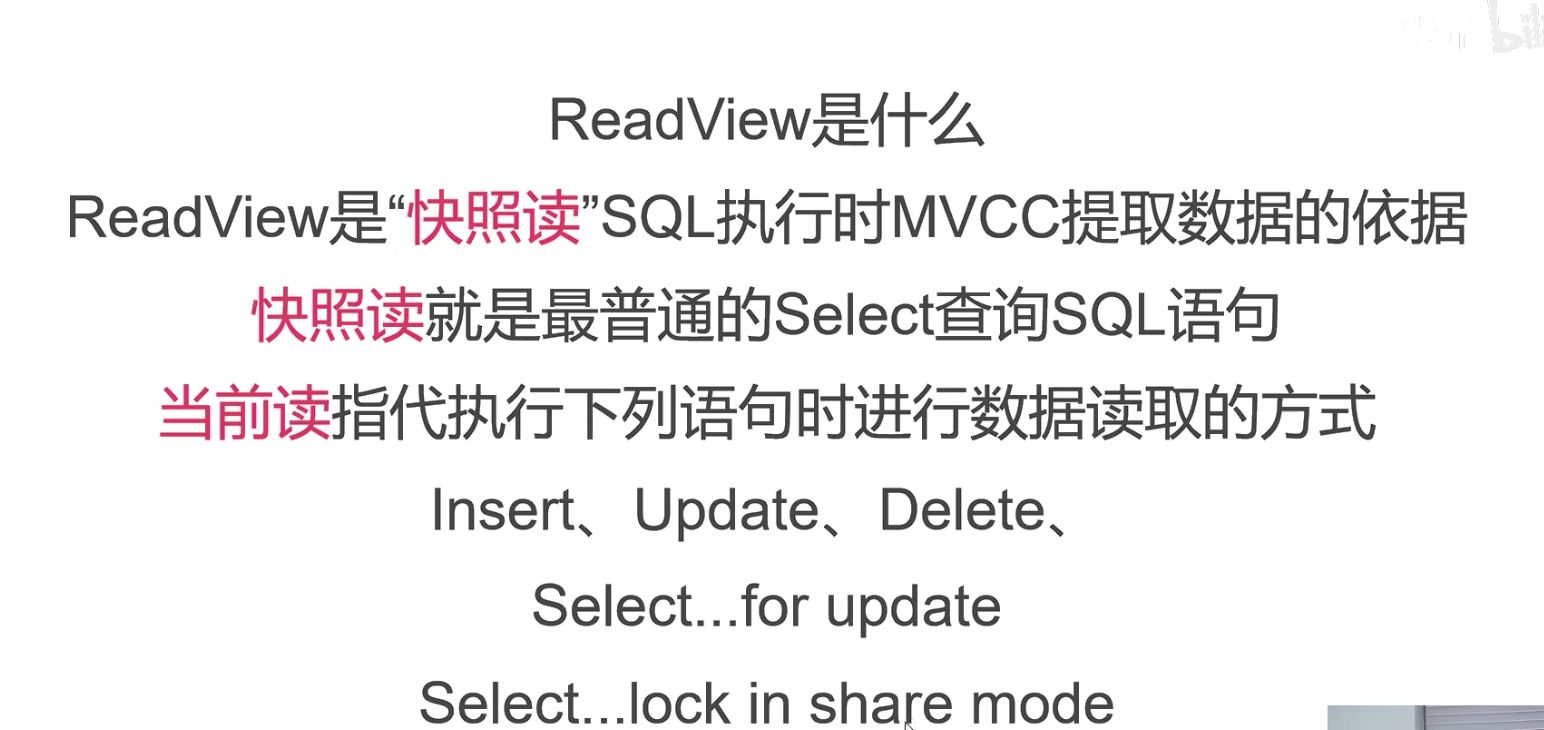 ReadView是什么
ReadView是“快照读”SQL执行时MVCC提取数据的依据
快照读就是最普通的Select查询SQL语句
当前读指代执行下列语句时进行数据读取的方式
Insert、Update、Delete、
Select...for update
Select...lock in share mode